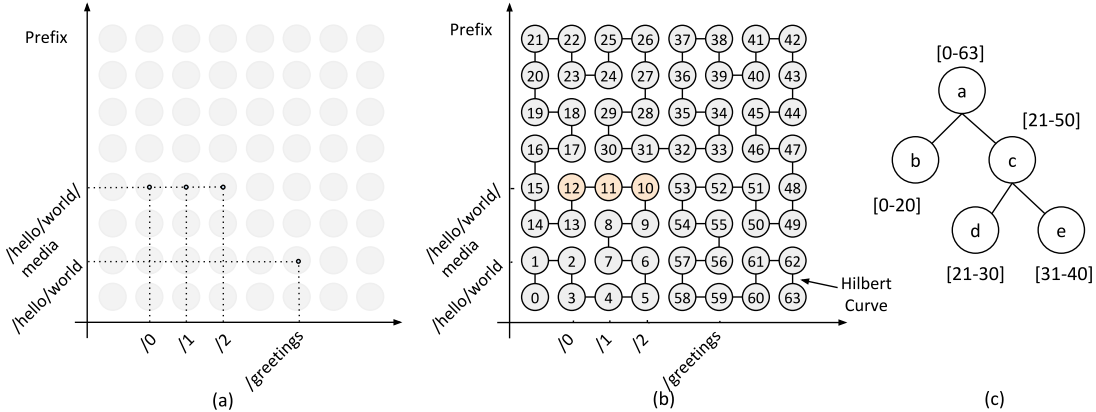 Prefix
/hello/world/
media
/hello/world
/0
/1
/2
/greetings
(a)
Prefix
21 22 25 26 37 38 41 42
20 23 24 27 36 39 40 43
19 18 29 28 35 34 45 44
16 17 30 31 32 33 46 47
15 12 11 10 53 52 51 48
14 13 8 9 54 55 50 49
1 2 7 6 57 56 61 62
0 3 4 5 58 59 60 63
/hello/world/
media
/hello/world
/0
/1
/2
/greetings
Hilbert
Curve
(b)
[0-63]
a
[21-50]
b
c
[0-20]
d
e
[21-30]
[31-40]
(c)